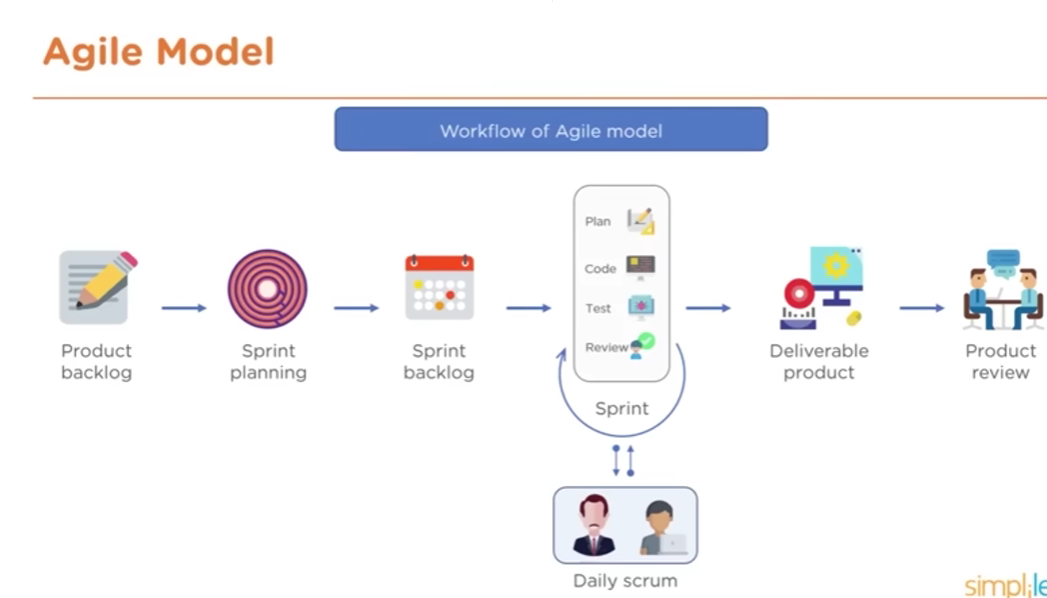 Agile Model
Workflow of Agile model
Plan
Code
Test
Review
Product
backlog
Sprint
planning
Sprint
backlog
Sprint
Deliverable
product
Product
review
Daily scrum
simplile